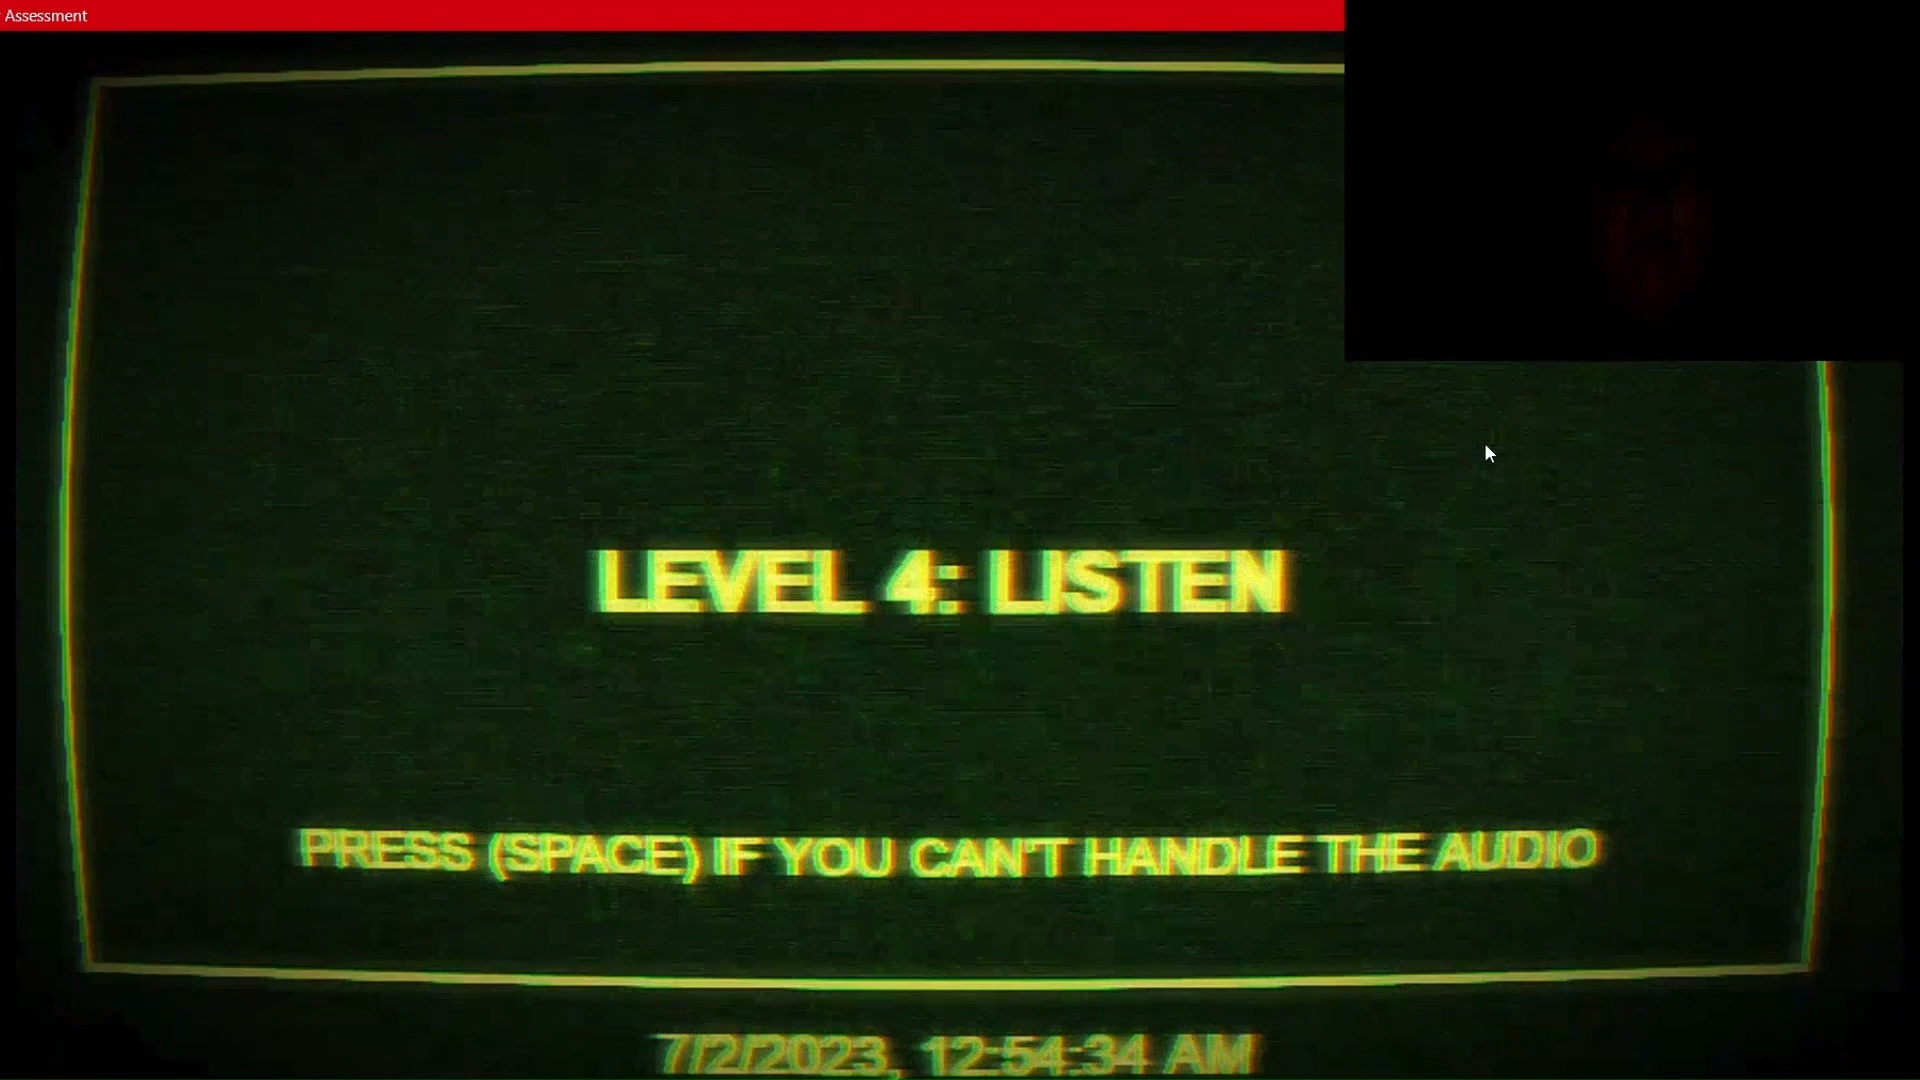 Assessment
LEVEL 4: LISTEN
PRESS (SPACE) IF YOU CAN'T HANDLE THE AUDIO
7/2/2023, 12:54:34 AM